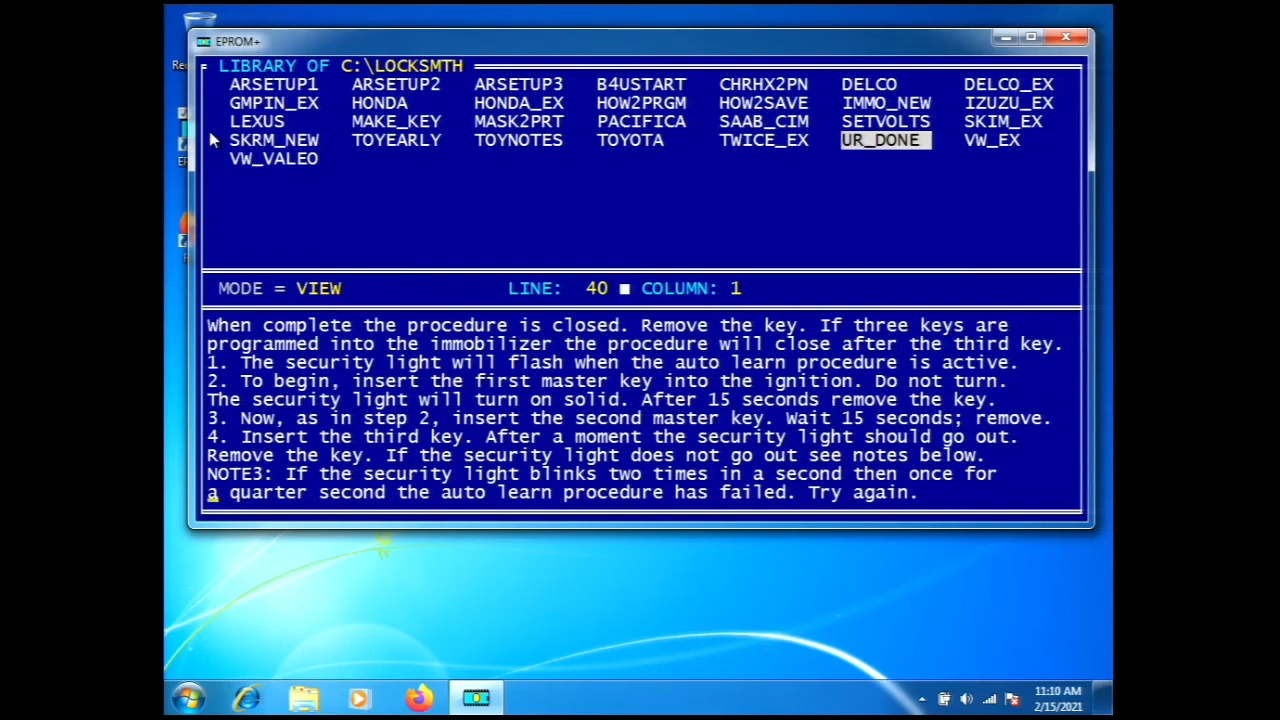 EPROM+
Rec
LIBRARY OF C:\LOCKSMTH
ARSETUP1 ARSETUP2 ARSETUP3 B4USTART CHRHX2PN DELCO DELCO_EX
GMPIN_EX HONDA HONDA_EX HOW2PRGM HOW2SAVE IMMO_NEW IZUZU_EX
LEXUS MAKE_KEY MASK2PRT PACIFICA SAAB_CIM SETVOLTS SKIM_EX
SKRM_NEW TOYEARLY TOYNOTES TOYOTA TWICE_EX UR_DONE VW_EX
VW_VALEO
MODE = VIEW LINE: 40 ■ COLUMN: 1
When complete the procedure is closed. Remove the key. If three keys are
programmed into the immobilizer the procedure will close after the third key.
1. The security light will flash when the auto learn procedure is active.
2. To begin, insert the first master key into the ignition. Do not turn.
The security light will turn on solid. After 15 seconds remove the key.
3. Now, as in step 2, insert the second master key. Wait 15 seconds; remove.
4. Insert the third key. After a moment the security light should go out.
Remove the key. If the security light does not go out see notes below.
NOTE3: If the security light blinks two times in a second then once for
a quarter second the auto learn procedure has failed. Try again.
11:10 AM
2/15/2021